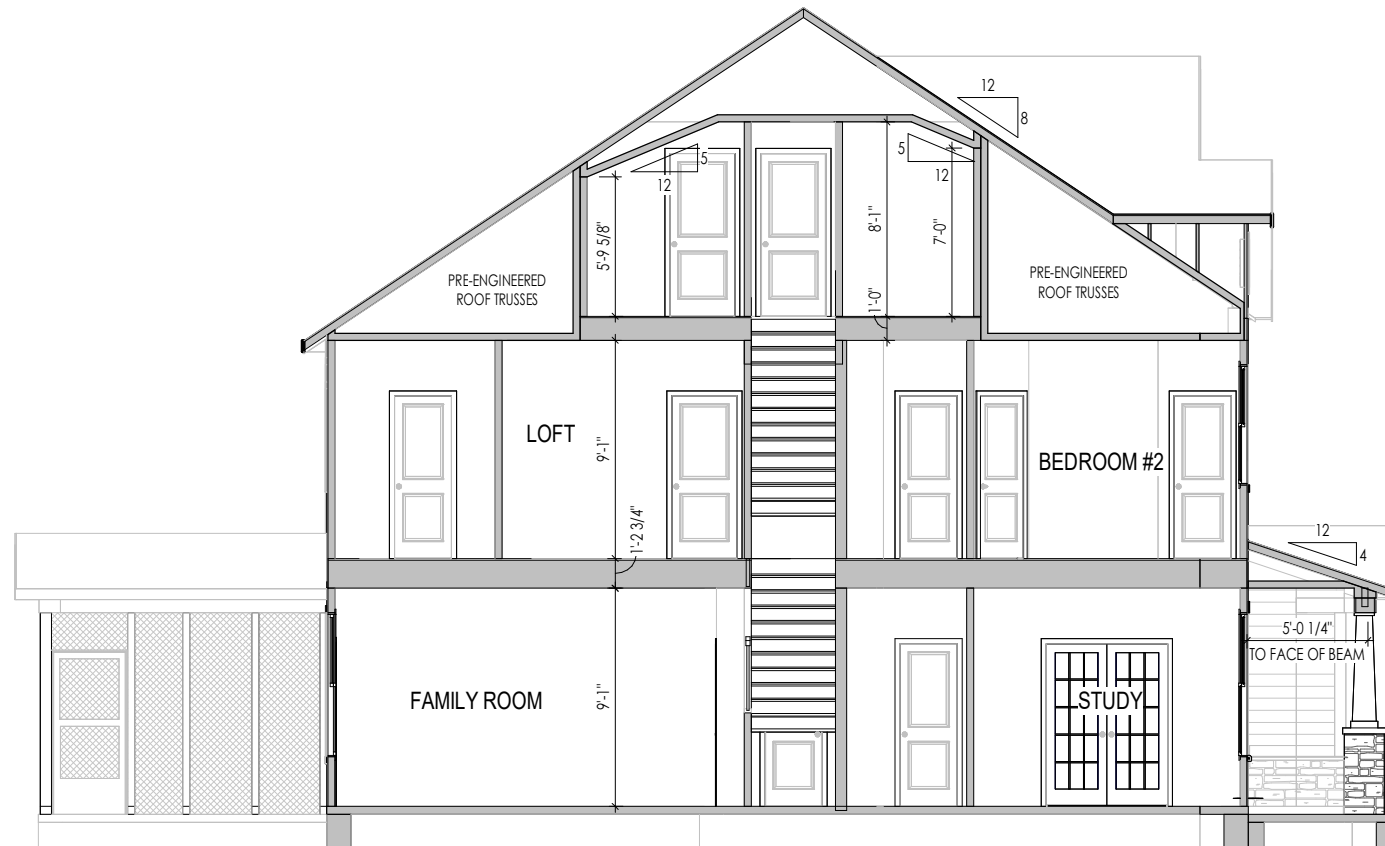 12
8
5
12
5
12
5'-9 5/8"
8'-1"
7'-0"
PRE-ENGINEERED
ROOF TRUSSES
PRE-ENGINEERED
ROOF TRUSSES
1'-0"
LOFT
9'-1"
BEDROOM #2
1'-2 3/4"
12
4
5'-0 1/4"
TO FACE OF BEAM
FAMILY ROOM
9'-1"
STUDY